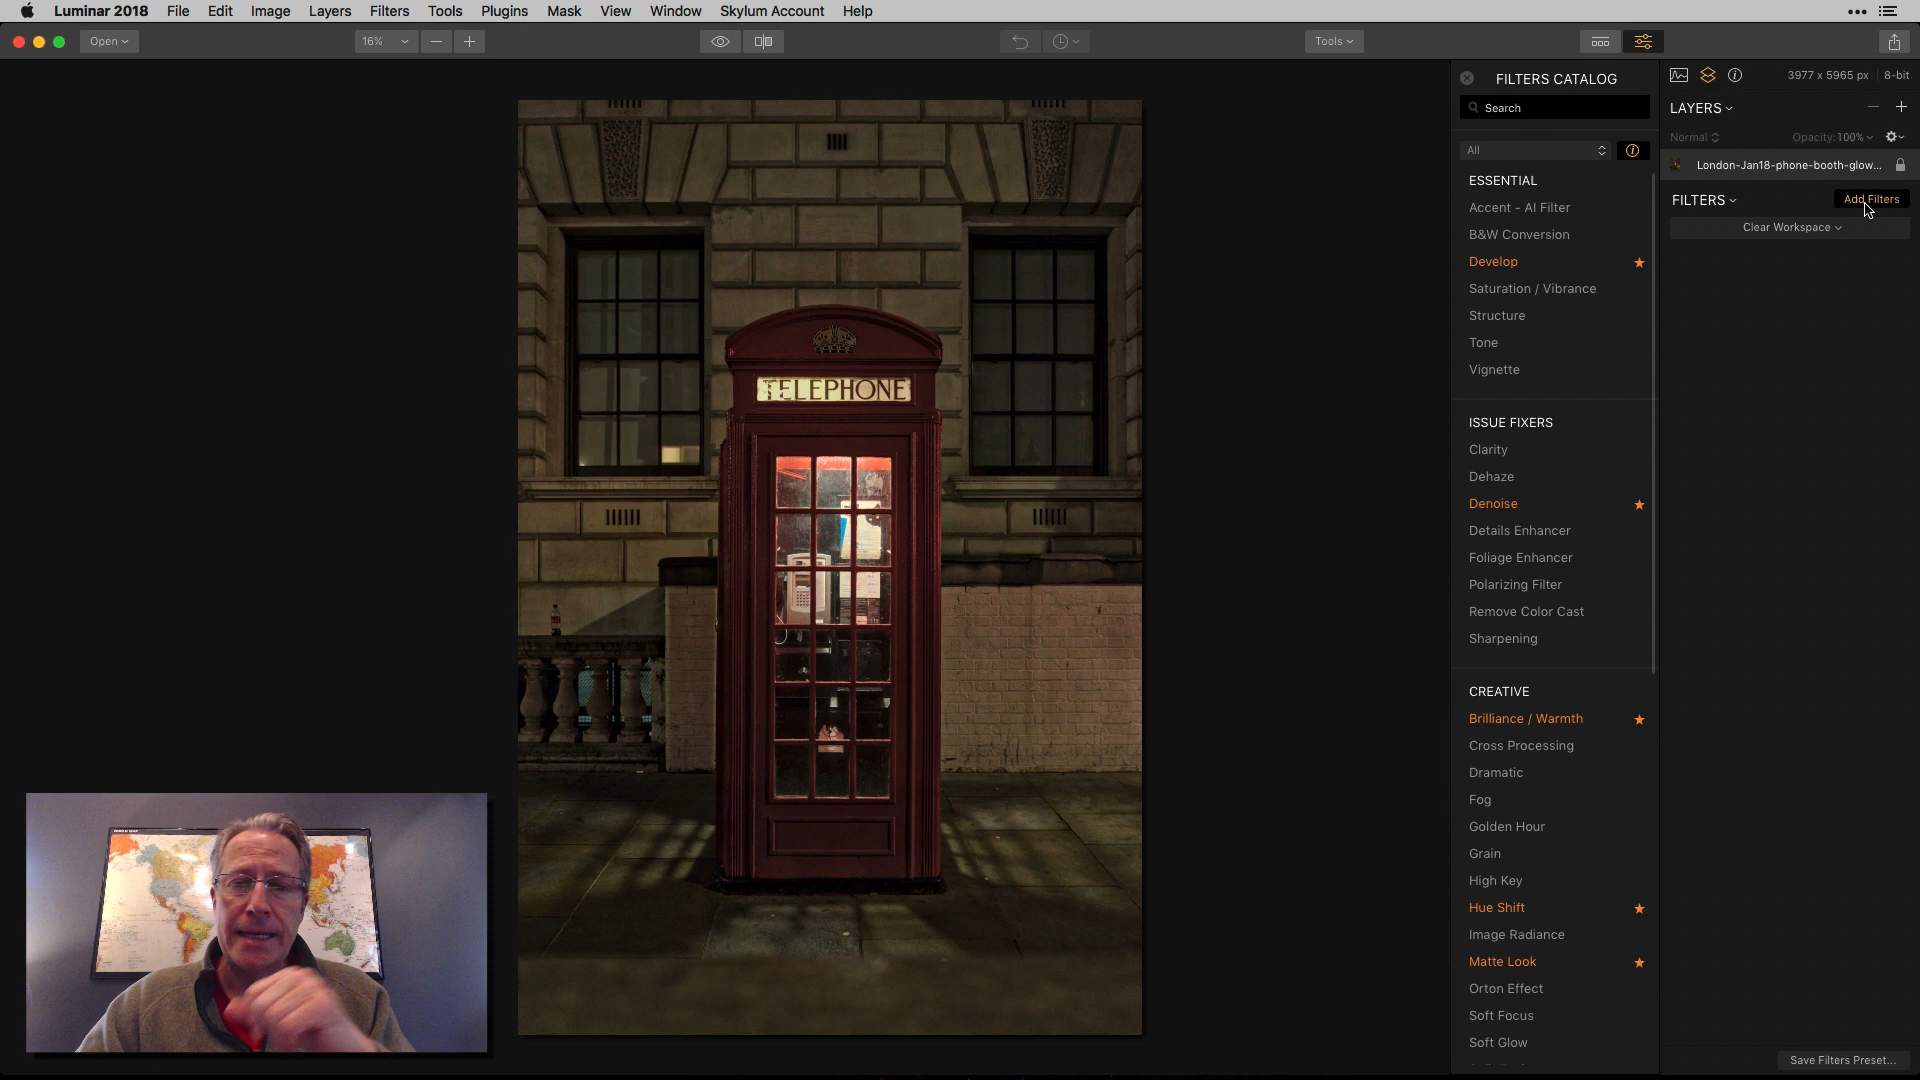 Luminar 2018 File Edit Image Layers Filters Tools Plugins Mask View Window Skylum Account Help
Open 16% Tools
FILTERS CATALOG
Search
All
ESSENTIAL
Accent - AI Filter
B&W Conversion
Develop
Saturation / Vibrance
Structure
Tone
Vignette
ISSUE FIXERS
Clarity
Dehaze
Denoise
Details Enhancer
Foliage Enhancer
Polarizing Filter
Remove Color Cast
Sharpening
CREATIVE
Brilliance / Warmth
Cross Processing
Dramatic
Fog
Golden Hour
Grain
High Key
Hue Shift
Image Radiance
Matte Look
Orton Effect
Soft Focus
Soft Glow
3977 x 5965 px 8-bit
LAYERS
Normal Opacity: 100%
London-Jan18-phone-booth-glow...
FILTERS Add Filters
Clear Workspace
Save Filters Preset...
TELEPHONE